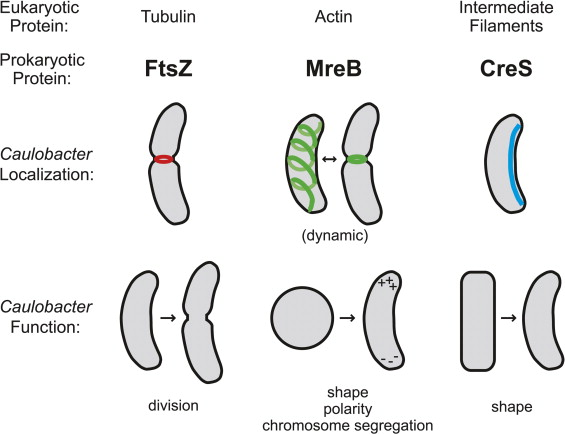 Eukaryotic Protein: Tubulin Actin Intermediate Filaments
Prokaryotic Protein: FtsZ MreB CreS
Caulobacter Localization:
(dynamic)
Caulobacter Function:
+ + +
- - -
division
shape
polarity
chromosome segregation
shape